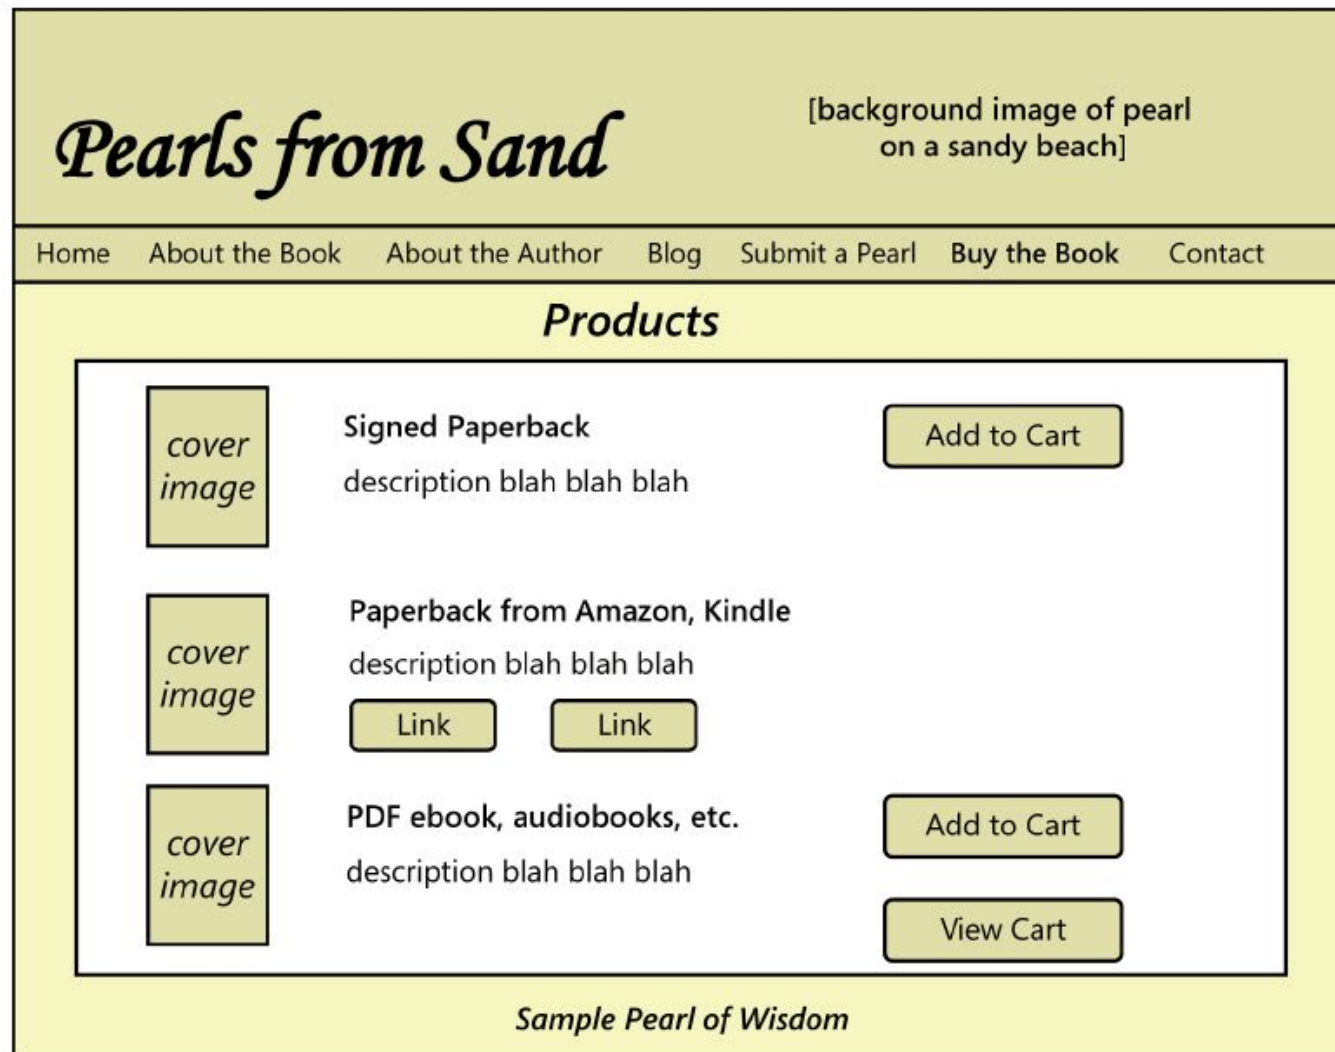 Pearls from Sand
[background image of pearl
on a sandy beach]
Home About the Book About the Author Blog Submit a Pearl Buy the Book Contact
Products
cover
image
Signed Paperback
description blah blah blah
Add to Cart
cover
image
Paperback from Amazon, Kindle
description blah blah blah
Link Link
cover
image
PDF ebook, audiobooks, etc.
description blah blah blah
Add to Cart
View Cart
Sample Pearl of Wisdom